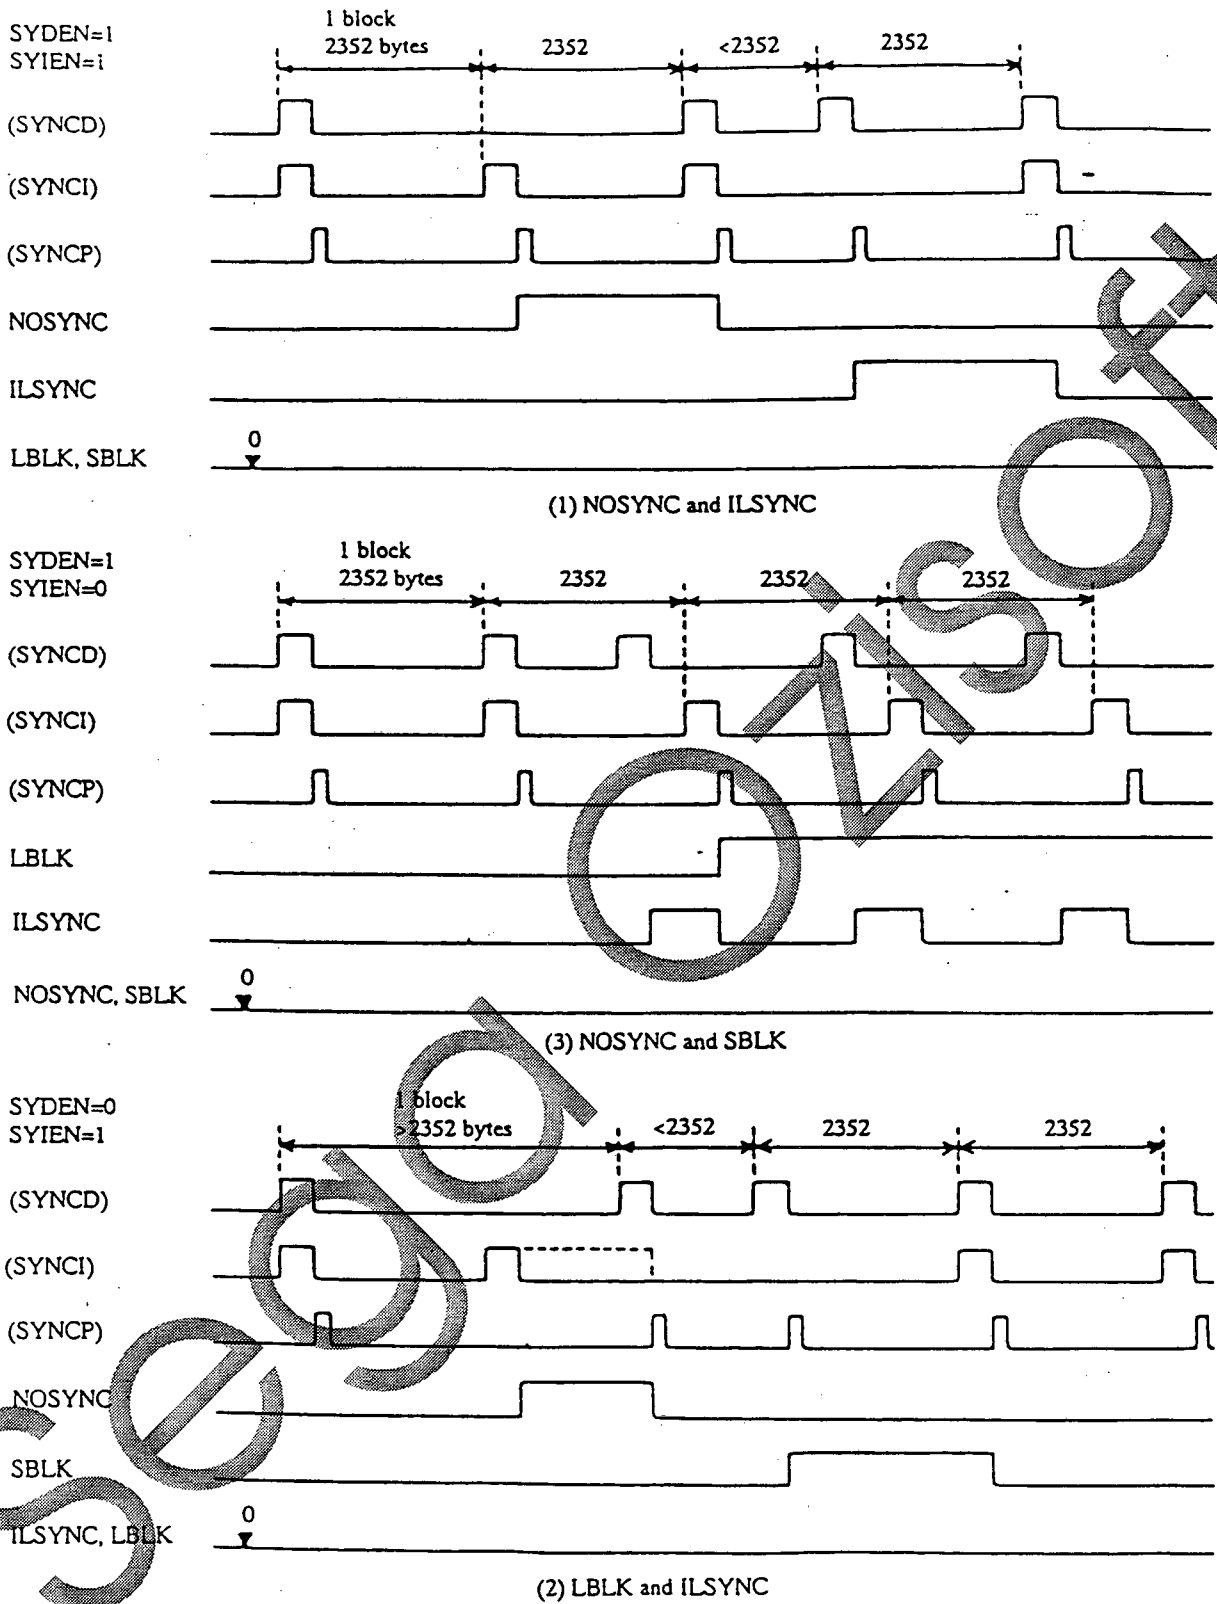 SYDEN=1
SYIEN=1
1 block
2352 bytes
2352
<2352
2352
(SYNCD)
(SYNCI)
(SYNCP)
NOSYNC
ILSYNC
LBLK, SBLK
0
(1) NOSYNC and ILSYNC
SYDEN=1
SYIEN=0
1 block
2352 bytes
2352
2352
2352
(SYNCD)
(SYNCI)
(SYNCP)
LBLK
ILSYNC
NOSYNC, SBLK
0
(3) NOSYNC and SBLK
SYDEN=0
SYIEN=1
1 block
>2352 bytes
<2352
2352
2352
(SYNCD)
(SYNCI)
(SYNCP)
NOSYNC
SBLK
ILSYNC, LBLK
0
(2) LBLK and ILSYNC